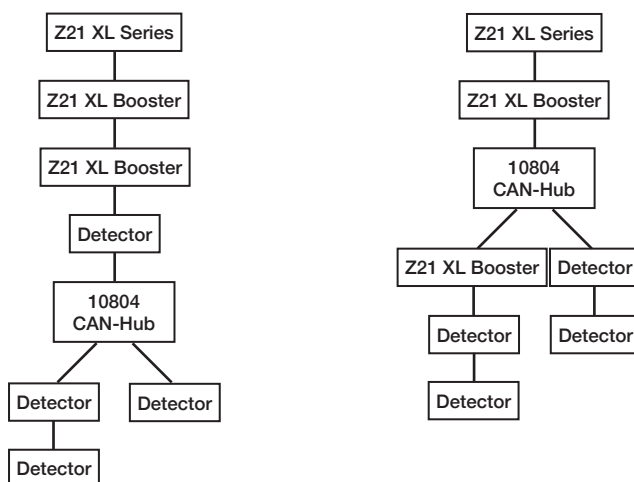 Z21 XL Series
Z21 XL Booster
Z21 XL Booster
Detector
10804
CAN-Hub
Detector
Detector
Detector
Z21 XL Series
Z21 XL Booster
10804
CAN-Hub
Z21 XL Booster
Detector
Detector
Detector
Detector